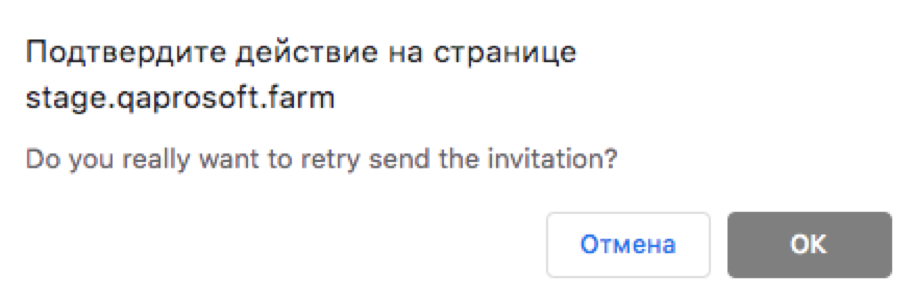 Подтвердите действие на странице
stage.qaprosoft.farm
Do you really want to retry send the invitation?
Отмена
OK